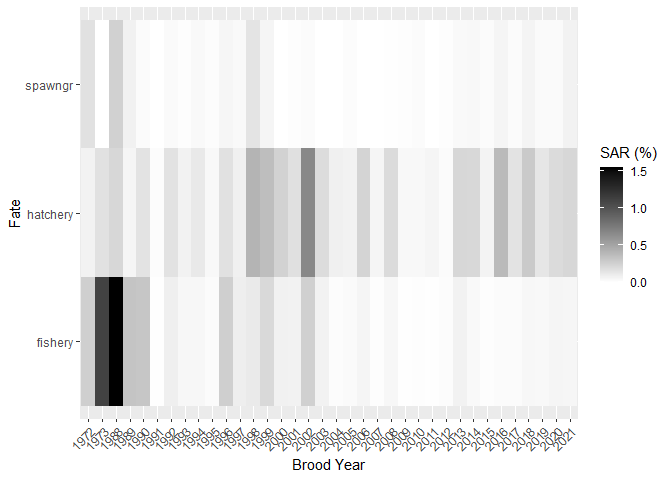 spawngr
hatchery
fishery
Fate
1972 1973 1988 1989 1990 1991 1992 1993 1994 1995 1996 1997 1998 1999 2000 2001 2002 2003 2004 2005 2006 2007 2008 2009 2010 2011 2012 2013 2014 2015 2016 2017 2018 2019 2020 2021
Brood Year
SAR (%)
1.5
1.0
0.5
0.0